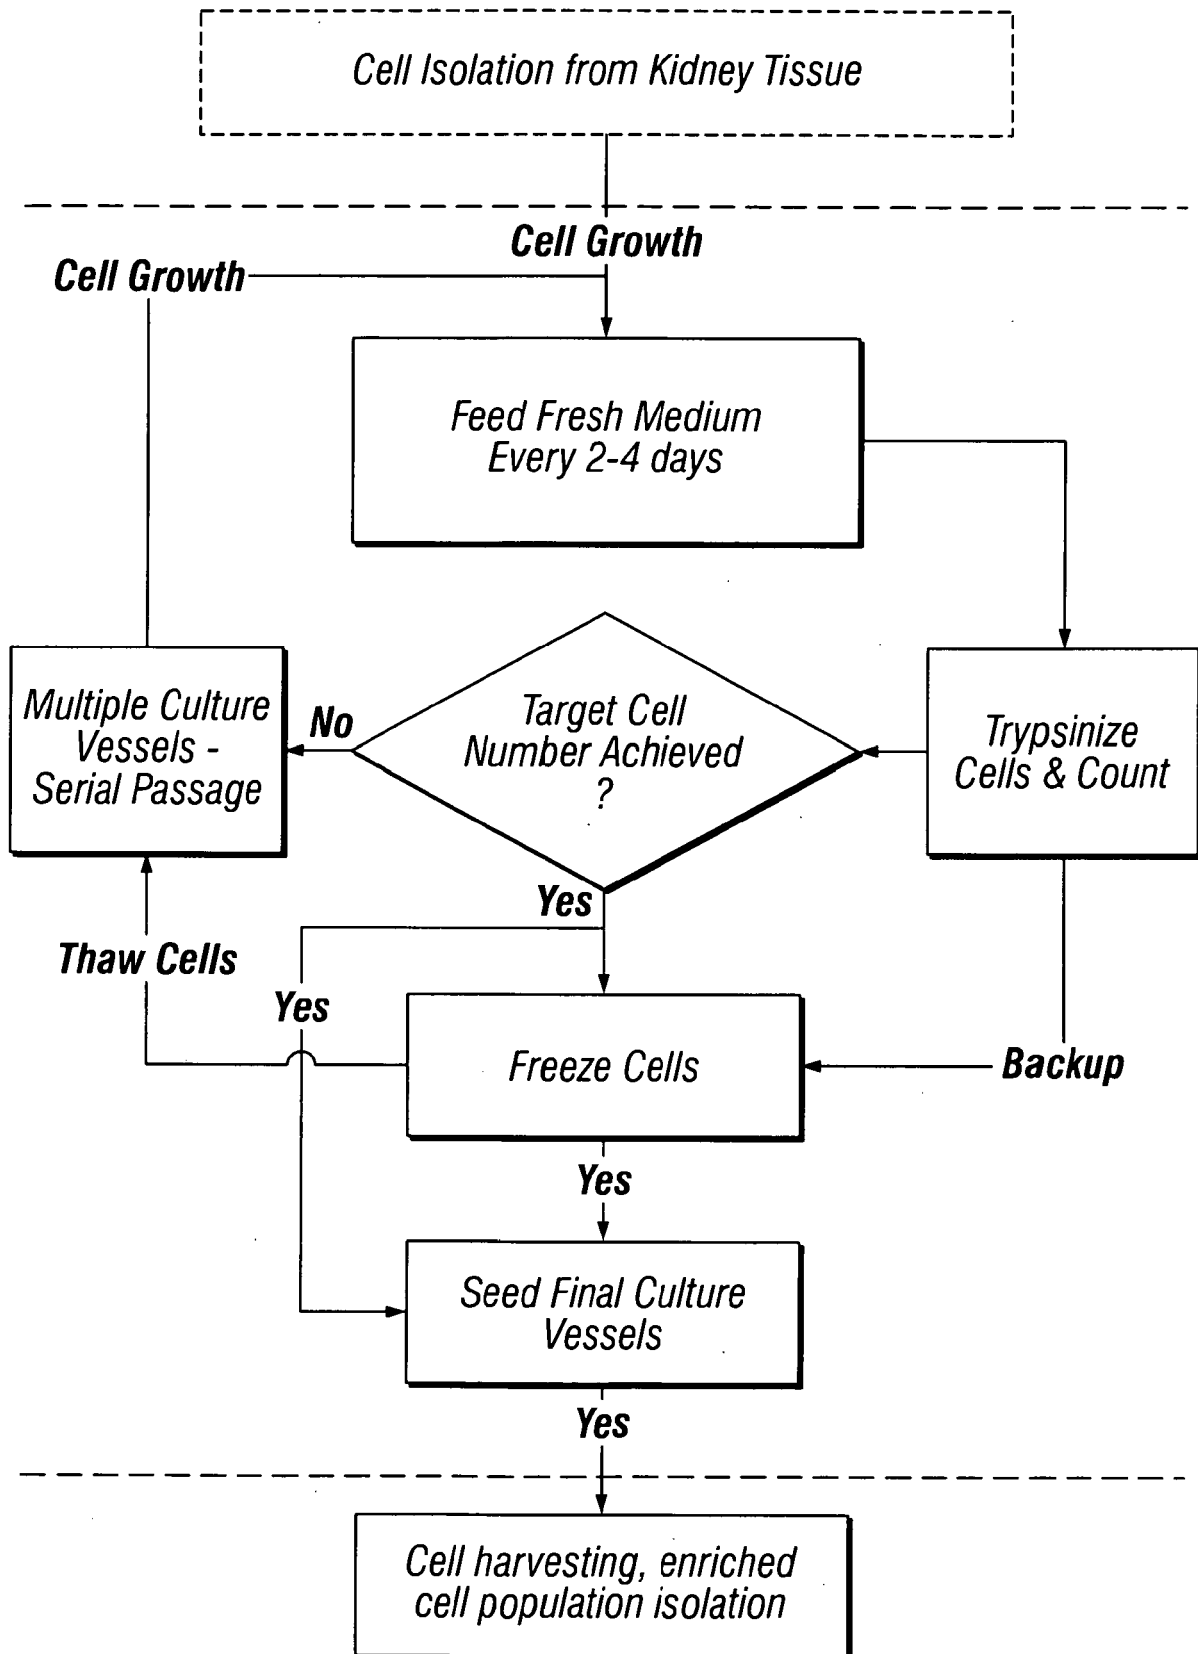 Cell Isolation from Kidney Tissue
Cell Growth
Cell Growth
Feed Fresh Medium
Every 2-4 days
Multiple Culture
Vessels -
Serial Passage
No
Target Cell
Number Achieved
?
Trypsinize
Cells & Count
Yes
Thaw Cells
Yes
Freeze Cells
Backup
Yes
Seed Final Culture
Vessels
Yes
Cell harvesting, enriched
cell population isolation